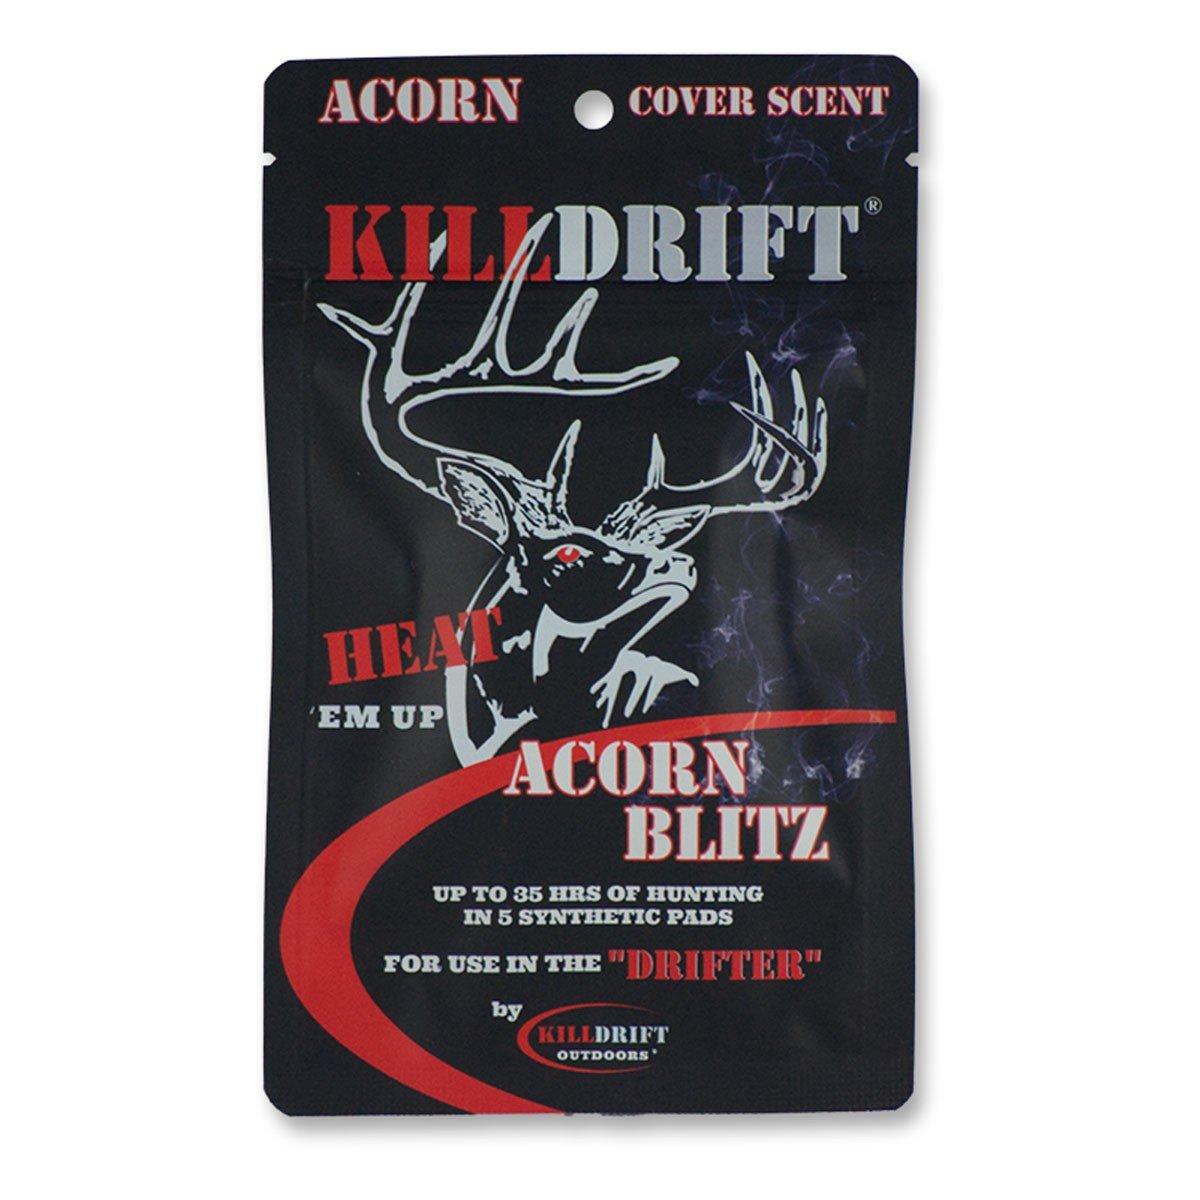 ACORN COVER SCENT
KILLDRIFT®
HEAT
'EM UP
ACORN
BLITZ
UP TO 35 HRS OF HUNTING
IN 5 SYNTHETIC PADS
FOR USE IN THE "DRIFTER"
by
KILLDRIFT
OUTDOORS®